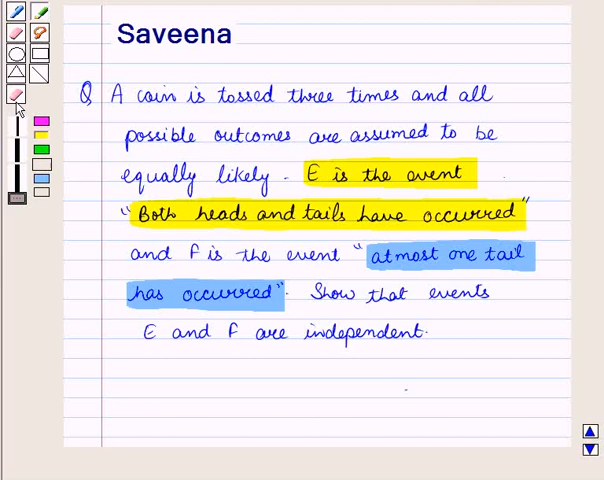 Saveena
Q A coin is tossed three times and all
possible outcomes are assumed to be
equally likely. E is the event
"Both heads and tails have occurred"
and F is the event "atmost one tail
has occurred". Show that events
E and F are independent.